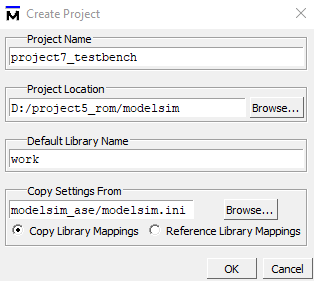 Create Project
Project Name
project7_testbench
Project Location
D:/project5_rom/modelsim Browse...
Default Library Name
work
Copy Settings From
modelsim_ase/modelsim.ini Browse...
Copy Library Mappings Reference Library Mappings
OK Cancel